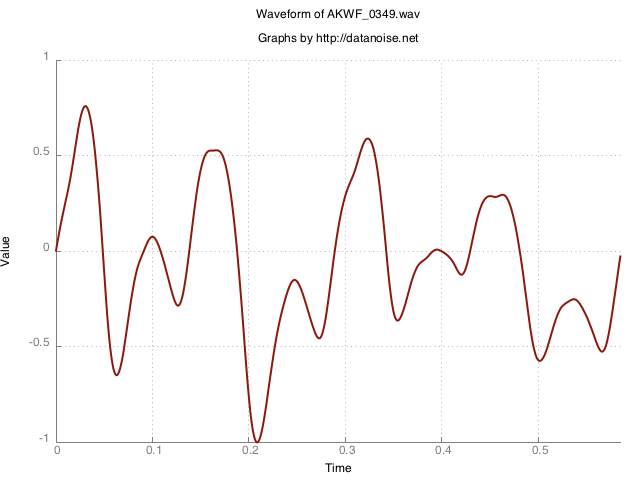 Waveform of AKWF_0349.wav
Graphs by http://datanoise.net
1
0.5
0
-0.5
-1
Value
0 0.1 0.2 0.3 0.4 0.5
Time